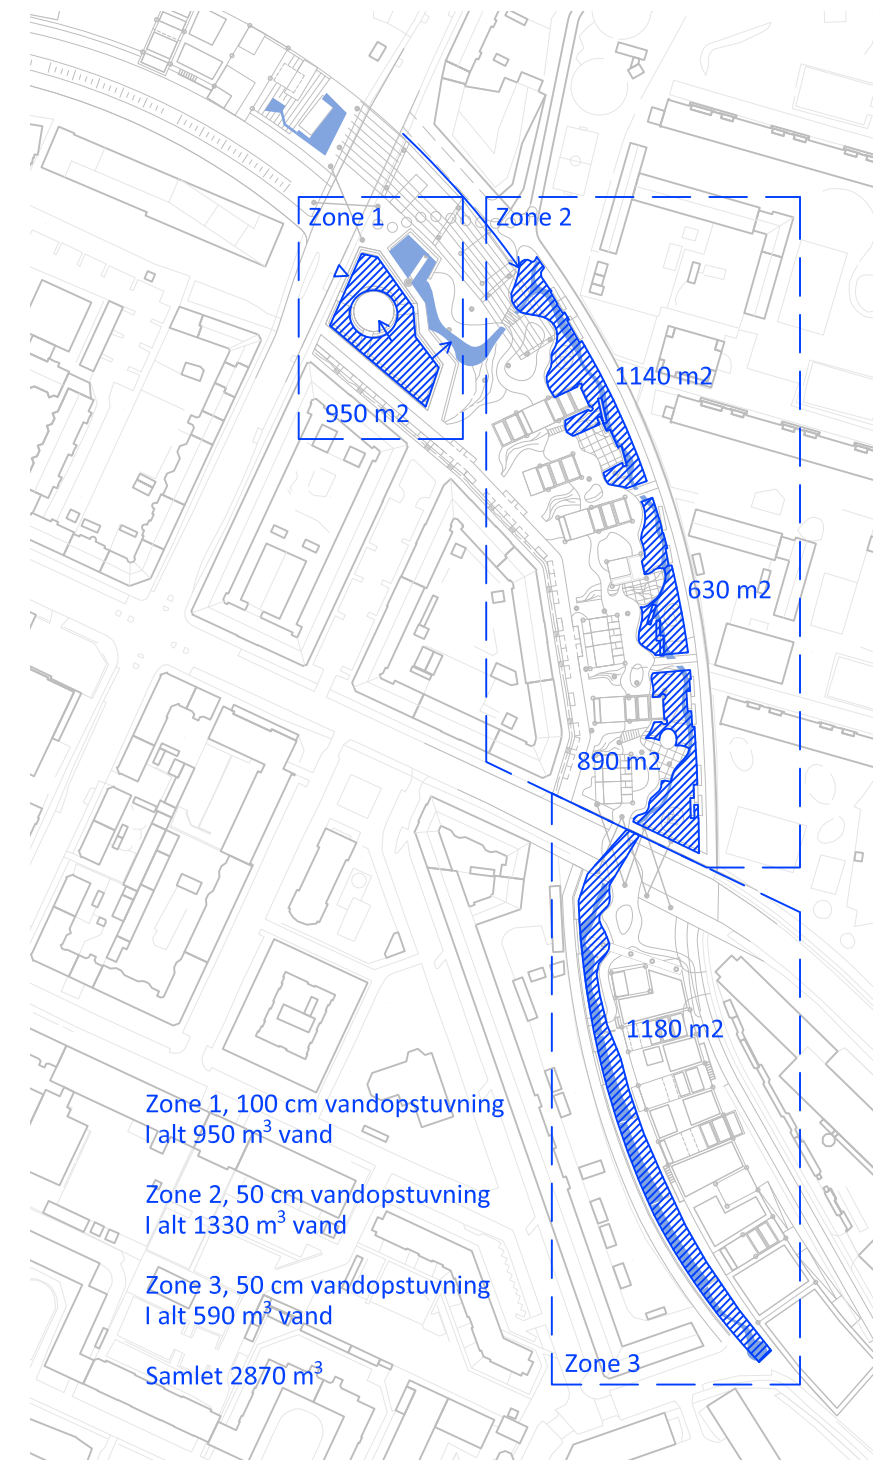 Zone 1
Zone 2
1140 m2
950 m2
630 m2
890 m2
1180 m2
Zone 1, 100 cm vandopstuvning
I alt 950 m³ vand
Zone 2, 50 cm vandopstuvning
I alt 1330 m³ vand
Zone 3, 50 cm vandopstuvning
I alt 590 m³ vand
Zone 3
Samlet 2870 m³